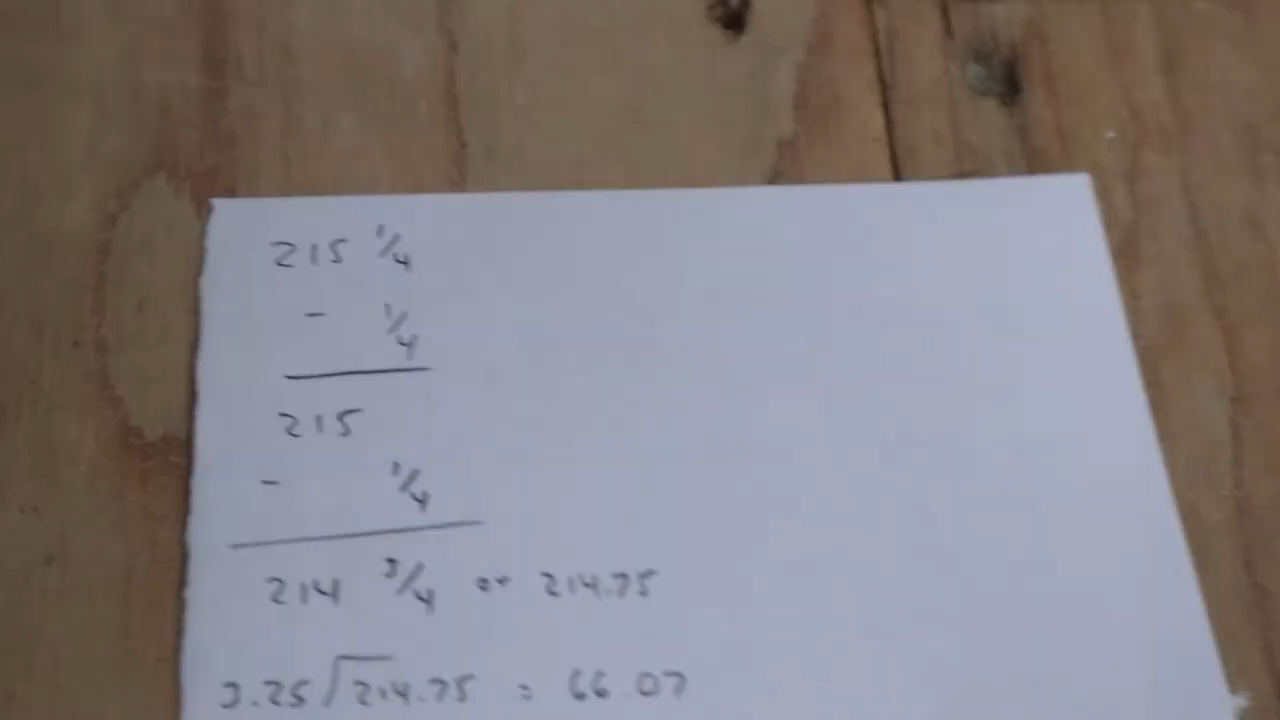 215 1/4
- 1/4
215
- 1/4
214 3/4 or 214.75
3.25 √214.75 = 66.07